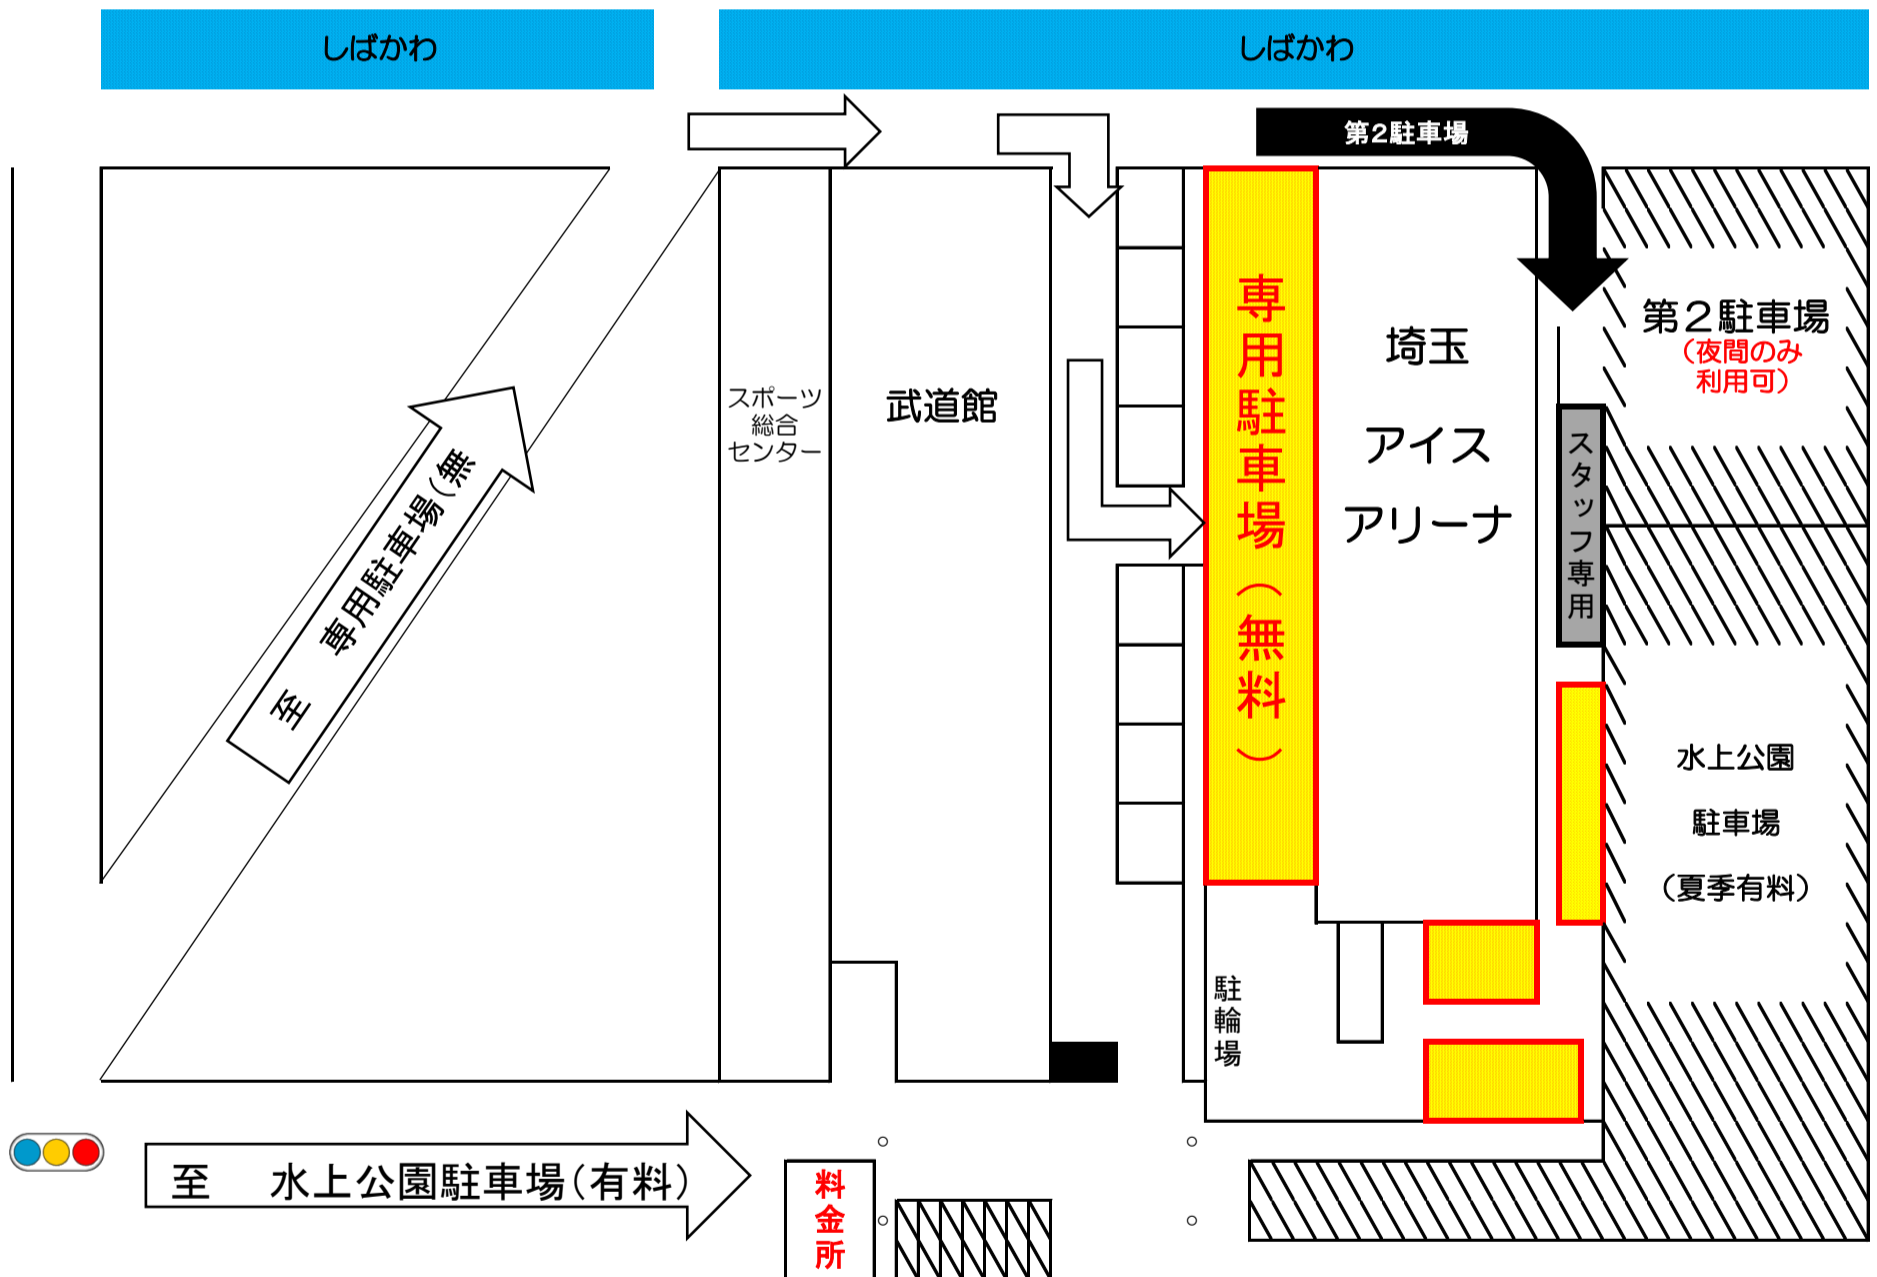 しばかわ
しばかわ
第2駐車場
第2駐車場
（夜間のみ
利用可）
専用駐車場（無料）
埼玉
アイス
アリーナ
スポーツ
総合
センター
武道館
スタッフ専用
至　専用駐車場（無
水上公園
駐車場
（夏季有料）
駐輪場
至　水上公園駐車場（有料）
料金所